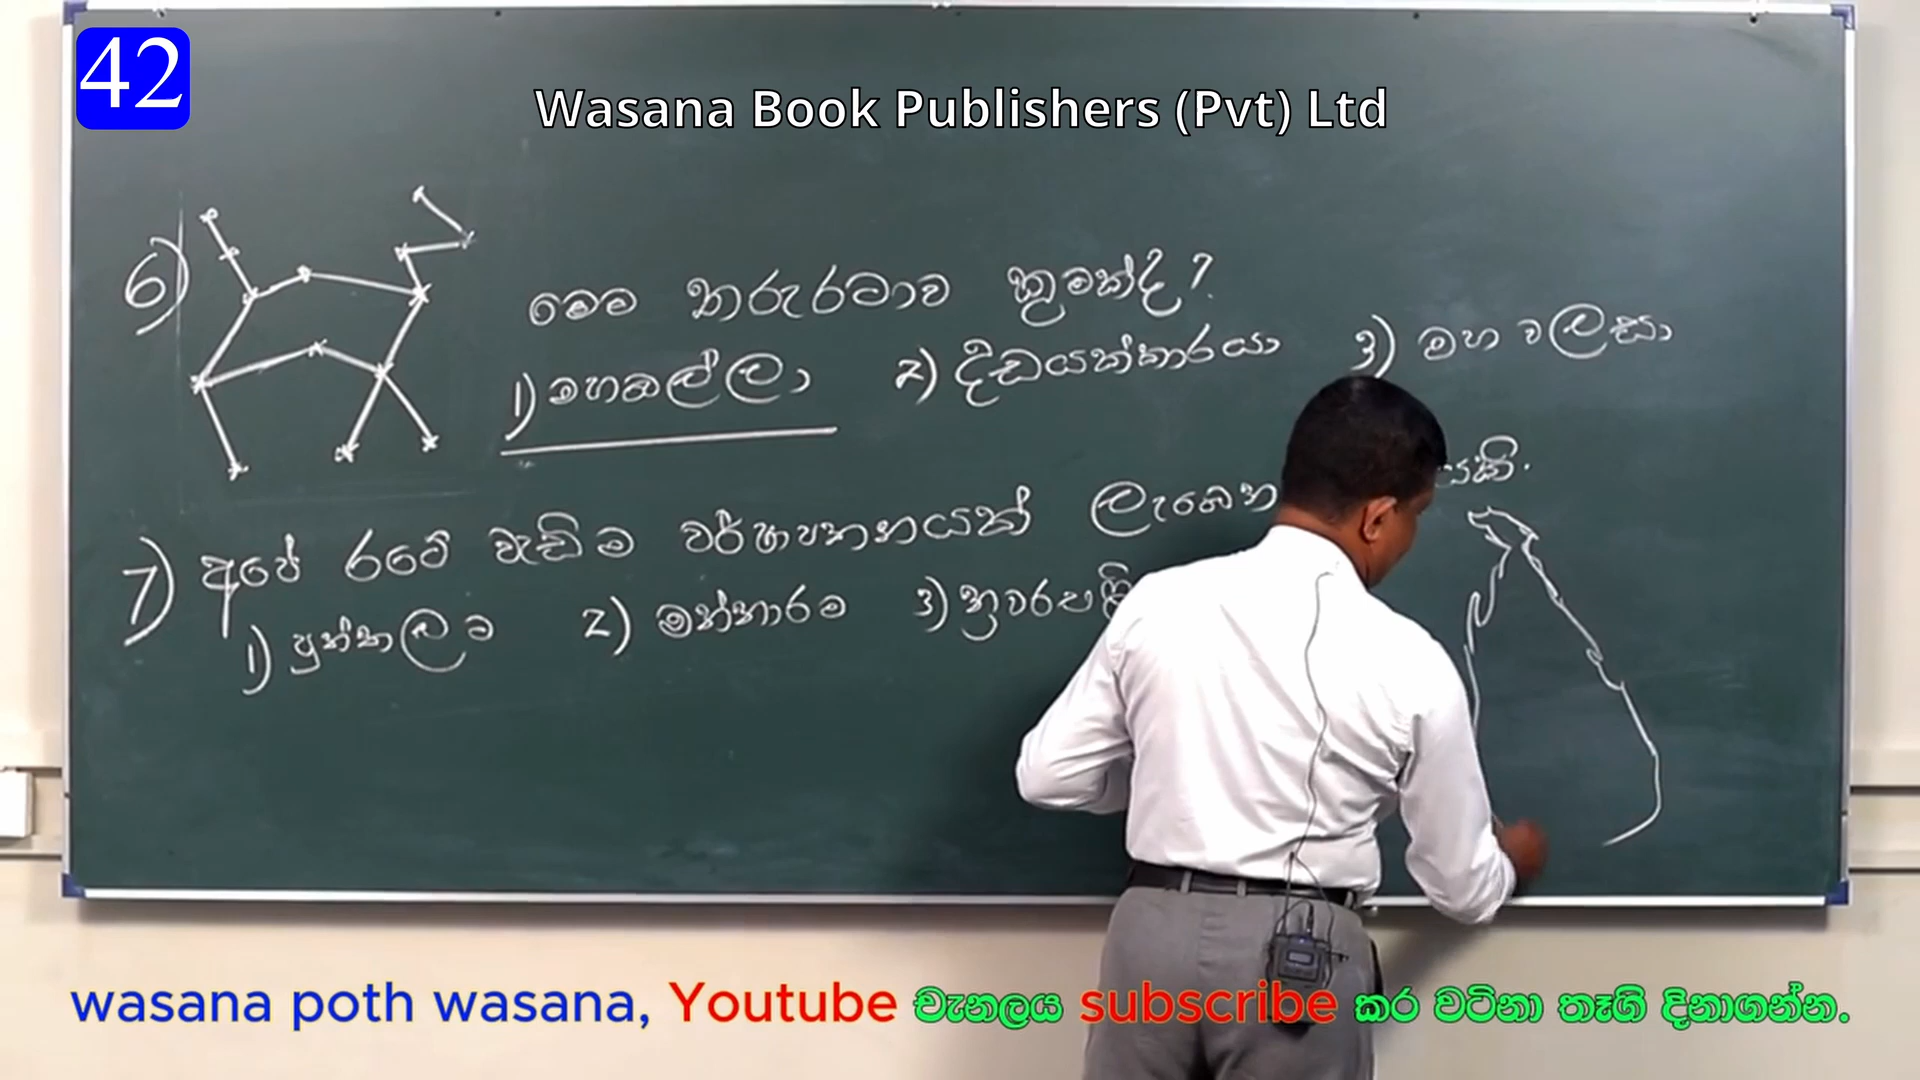 42
Wasana Book Publishers (Pvt) Ltd
6) මෙම තරුරටාව කුමක්ද?
1) මහබල්ලා 2) දඩයක්කාරයා 3) මහ වලසා
7) අපේ රටේ වැඩිම වර්ෂාපතනයක් ලැබෙන
1) පුත්තලම 2) මන්නාරම 3)
wasana poth wasana, Youtube චැනලය subscribe කර වටිනා තෑගි දිනාගන්න.